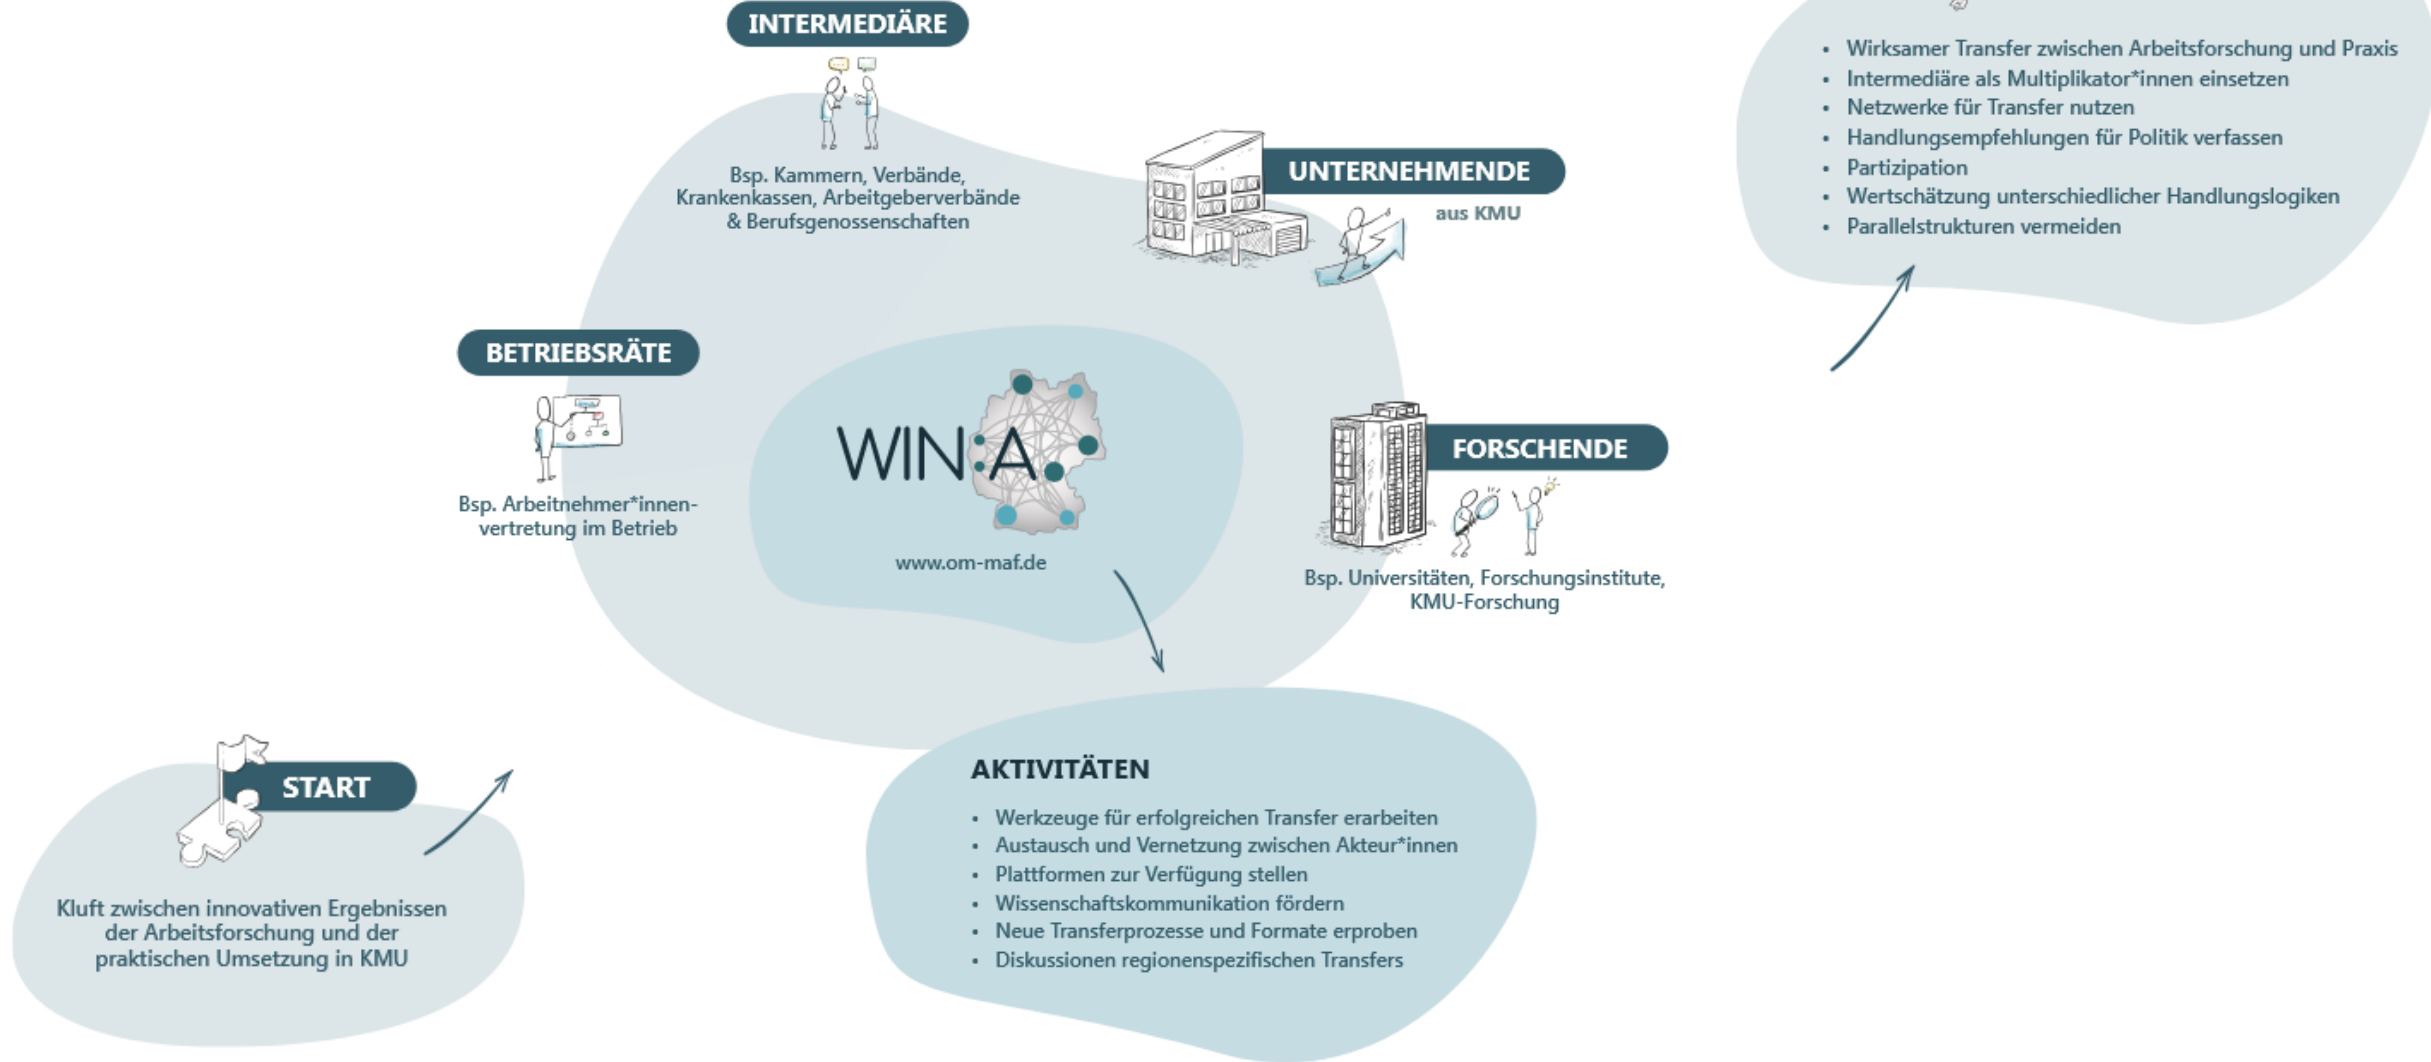 INTERMEDIÄRE
Bsp. Kammern, Verbände,
Krankenkassen, Arbeitgeberverbände
& Berufsgenossenschaften
UNTERNEHMENDE
aus KMU
BETRIEBSRÄTE
Bsp. Arbeitnehmer*innen-
vertretung im Betrieb
WIN:A
www.om-maf.de
FORSCHENDE
Bsp. Universitäten, Forschungsinstitute,
KMU-Forschung
START
Kluft zwischen innovativen Ergebnissen
der Arbeitsforschung und der
praktischen Umsetzung in KMU
AKTIVITÄTEN
• Werkzeuge für erfolgreichen Transfer erarbeiten
• Austausch und Vernetzung zwischen Akteur*innen
• Plattformen zur Verfügung stellen
• Wissenschaftskommunikation fördern
• Neue Transferprozesse und Formate erproben
• Diskussionen regionenspezifischen Transfers
• Wirksamer Transfer zwischen Arbeitsforschung und Praxis
• Intermediäre als Multiplikator*innen einsetzen
• Netzwerke für Transfer nutzen
• Handlungsempfehlungen für Politik verfassen
• Partizipation
• Wertschätzung unterschiedlicher Handlungslogiken
• Parallelstrukturen vermeiden